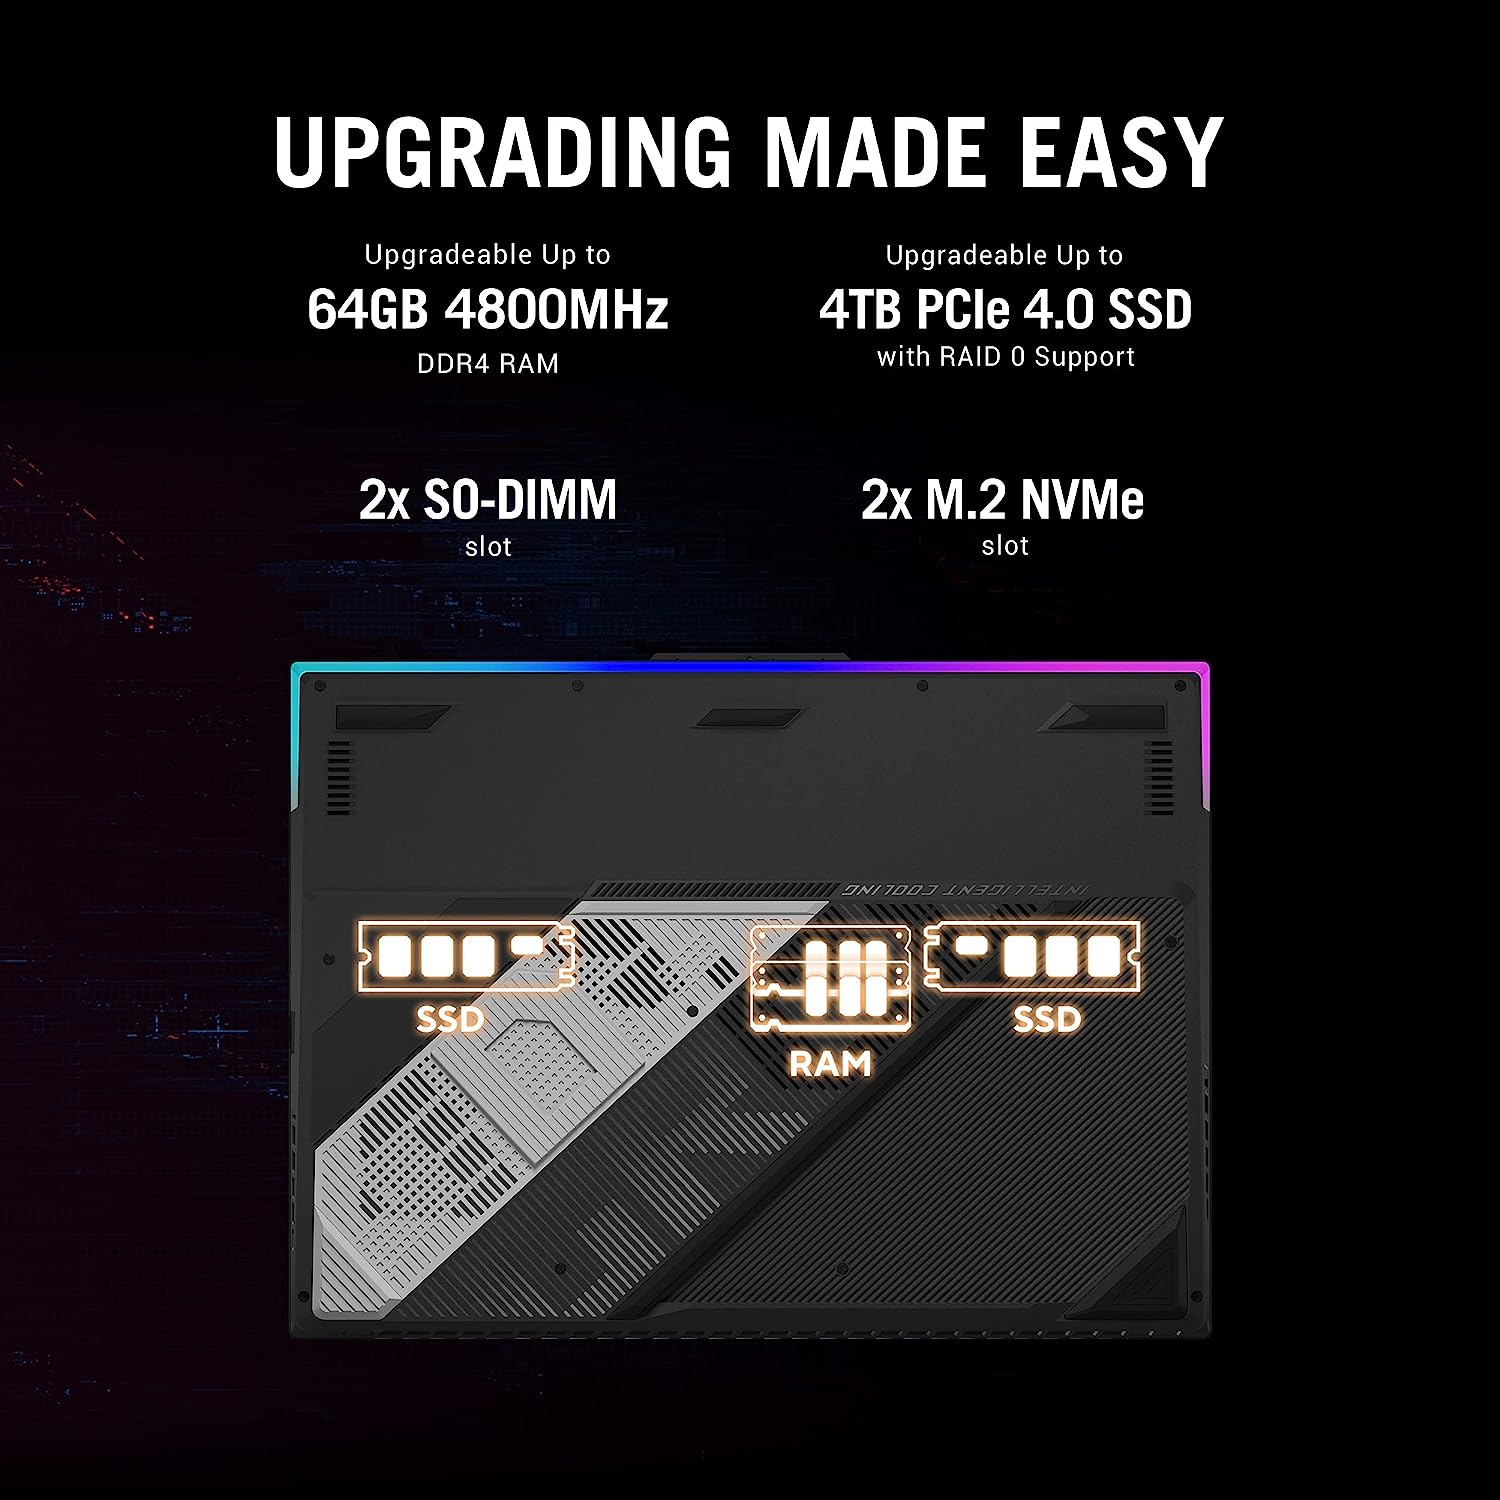 UPGRADING MADE EASY
Upgradeable Up to
64GB 4800MHz
DDR4 RAM
Upgradeable Up to
4TB PCIe 4.0 SSD
with RAID 0 Support
2x SO-DIMM
slot
2x M.2 NVMe
slot
INTELLIGENT COOLING
SSD
RAM
SSD